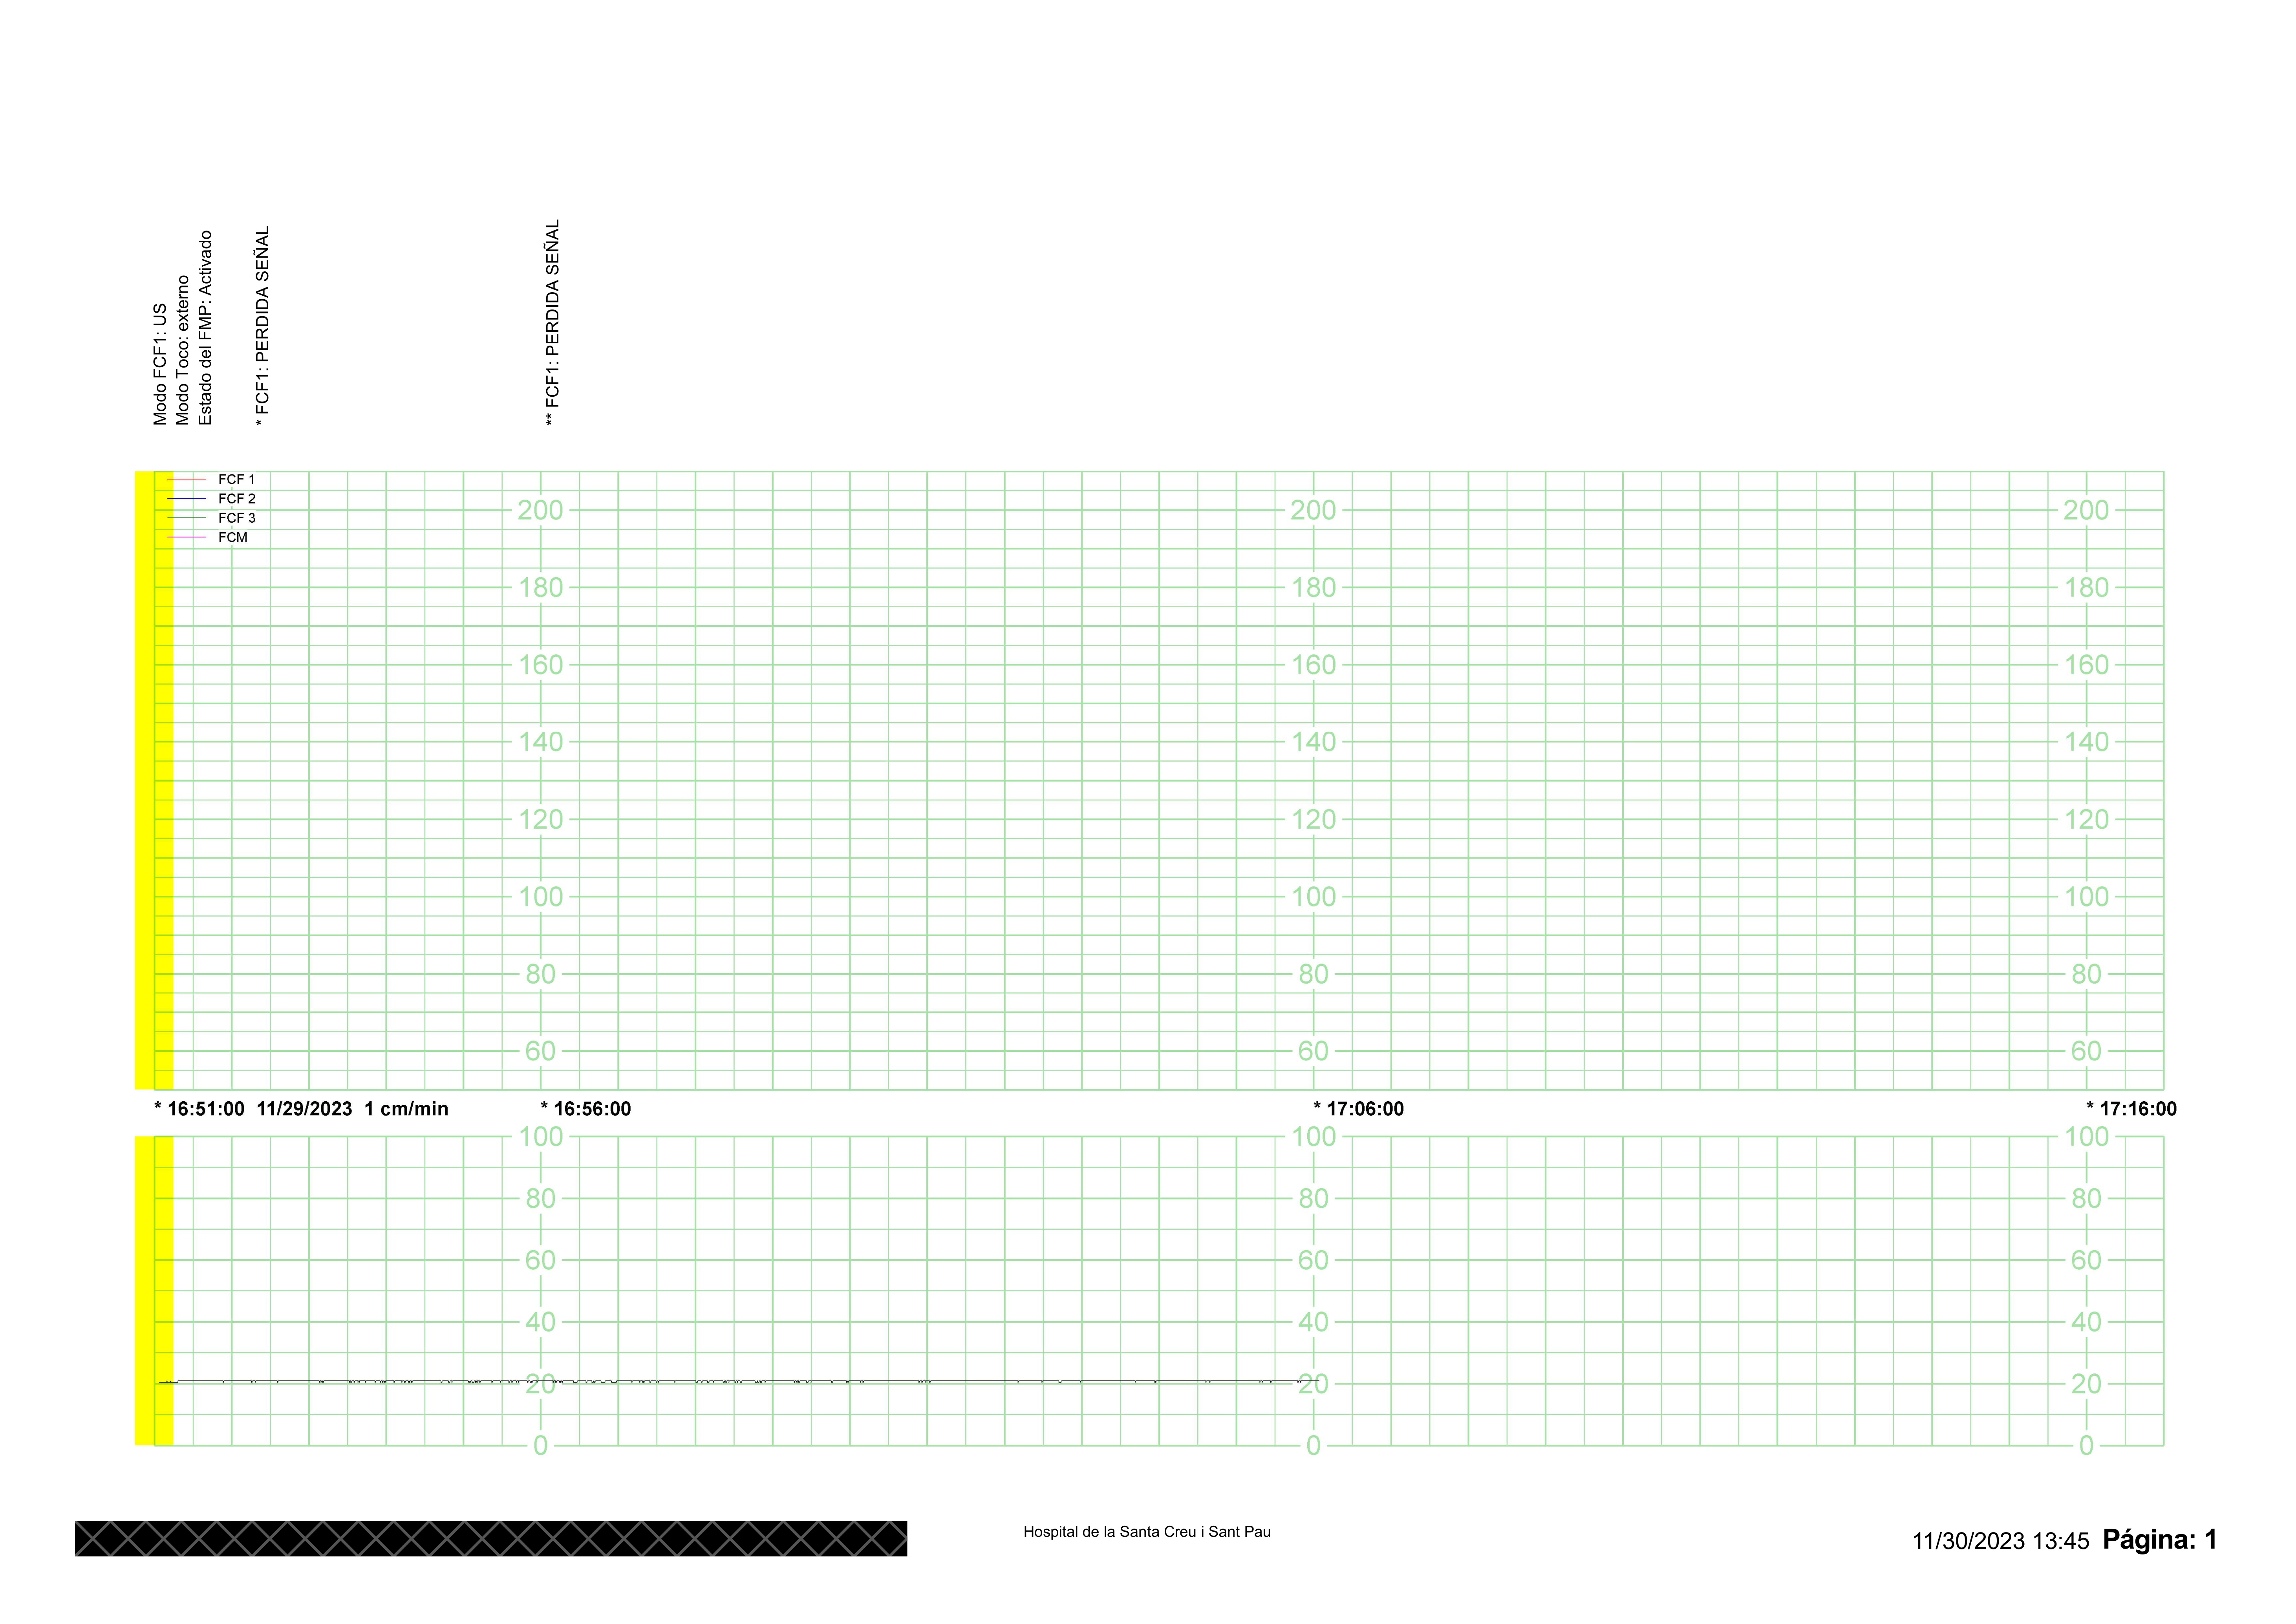 Modo FCF1: US
Modo Toco: externo
Estado del FMP: Activado
* FCF1: PERDIDA SEÑAL
** FCF1: PERDIDA SEÑAL
FCF 1
FCF 2
FCF 3
FCM
200 200 200
180 180 180
160 160 160
140 140 140
120 120 120
100 100 100
80 80 80
60 60 60
* 16:51:00 11/29/2023 1 cm/min * 16:56:00 * 17:06:00 * 17:16:00
100 100 100
80 80 80
60 60 60
40 40 40
20 20 20
0 0 0
Hospital de la Santa Creu i Sant Pau
11/30/2023 13:45 Página: 1